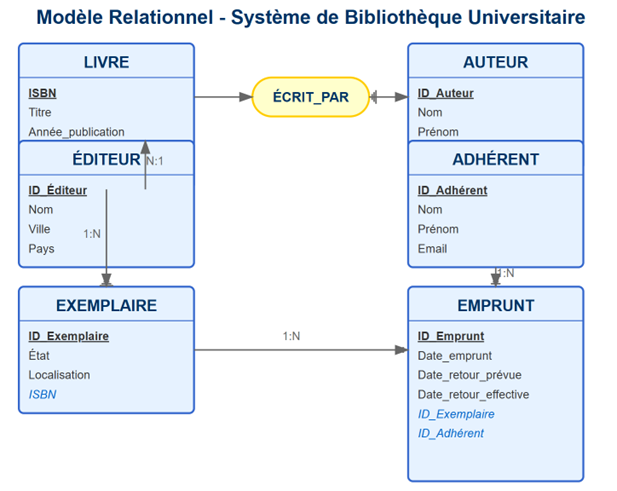 Modèle Relationnel - Système de Bibliothèque Universitaire
LIVRE
ISBN
Titre
Année_publication
ÉCRIT_PAR
AUTEUR
ID_Auteur
Nom
Prénom
ÉDITEUR
N:1
ID_Éditeur
Nom
Ville
Pays
1:N
ADHÉRENT
ID_Adhérent
Nom
Prénom
Email
1:N
EXEMPLAIRE
ID_Exemplaire
État
Localisation
ISBN
1:N
EMPRUNT
ID_Emprunt
Date_emprunt
Date_retour_prévue
Date_retour_effective
ID_Exemplaire
ID_Adhérent